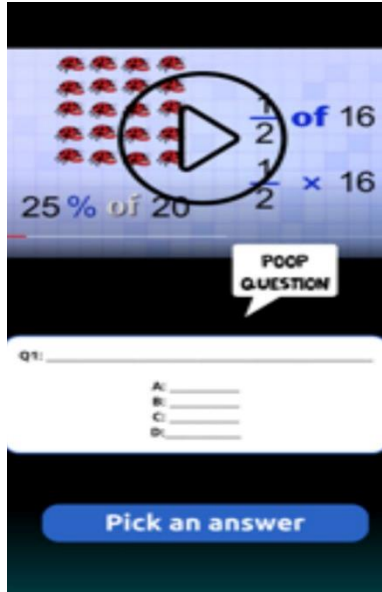 1/2 of 16
1/2 × 16
25 % of 20
POOP
QUESTION
Q1:
A:
B:
C:
D:
Pick an answer